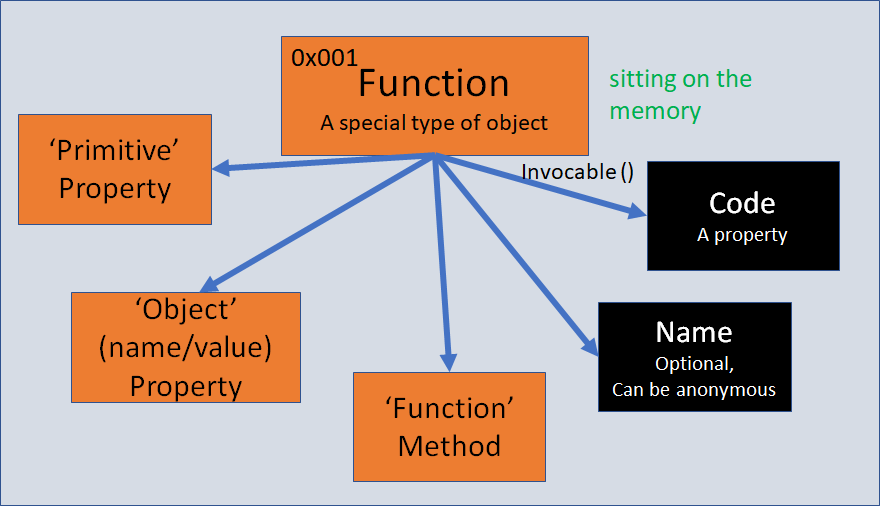 0x001
Function
A special type of object
sitting on the
memory
‘Primitive’
Property
Invocable ()
Code
A property
‘Object’
(name/value)
Property
Name
Optional,
Can be anonymous
‘Function’
Method